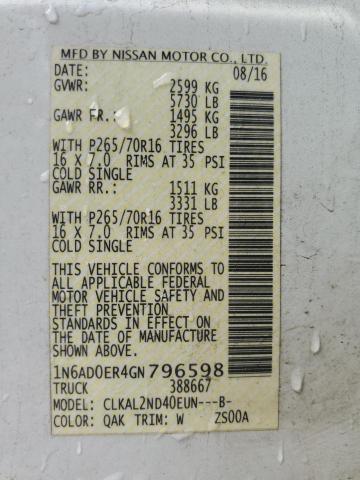 MFD BY NISSAN MOTOR CO., LTD.
DATE: 08/16
GVWR: 2599 KG
5730 LB
GAWR FR.: 1495 KG
3296 LB
WITH P265/70R16 TIRES
16 X 7.0 RIMS AT 35 PSI
COLD SINGLE
GAWR RR.: 1511 KG
3331 LB
WITH P265/70R16 TIRES
16 X 7.0 RIMS AT 35 PSI
COLD SINGLE
THIS VEHICLE CONFORMS TO
ALL APPLICABLE FEDERAL
MOTOR VEHICLE SAFETY AND
THEFT PREVENTION
STANDARDS IN EFFECT ON
THE DATE OF MANUFACTURE
SHOWN ABOVE.
1N6AD0ER4GN796598
TRUCK 388667
MODEL: CLKAL2ND40EUN---B-
COLOR: QAK TRIM: W ZS00A